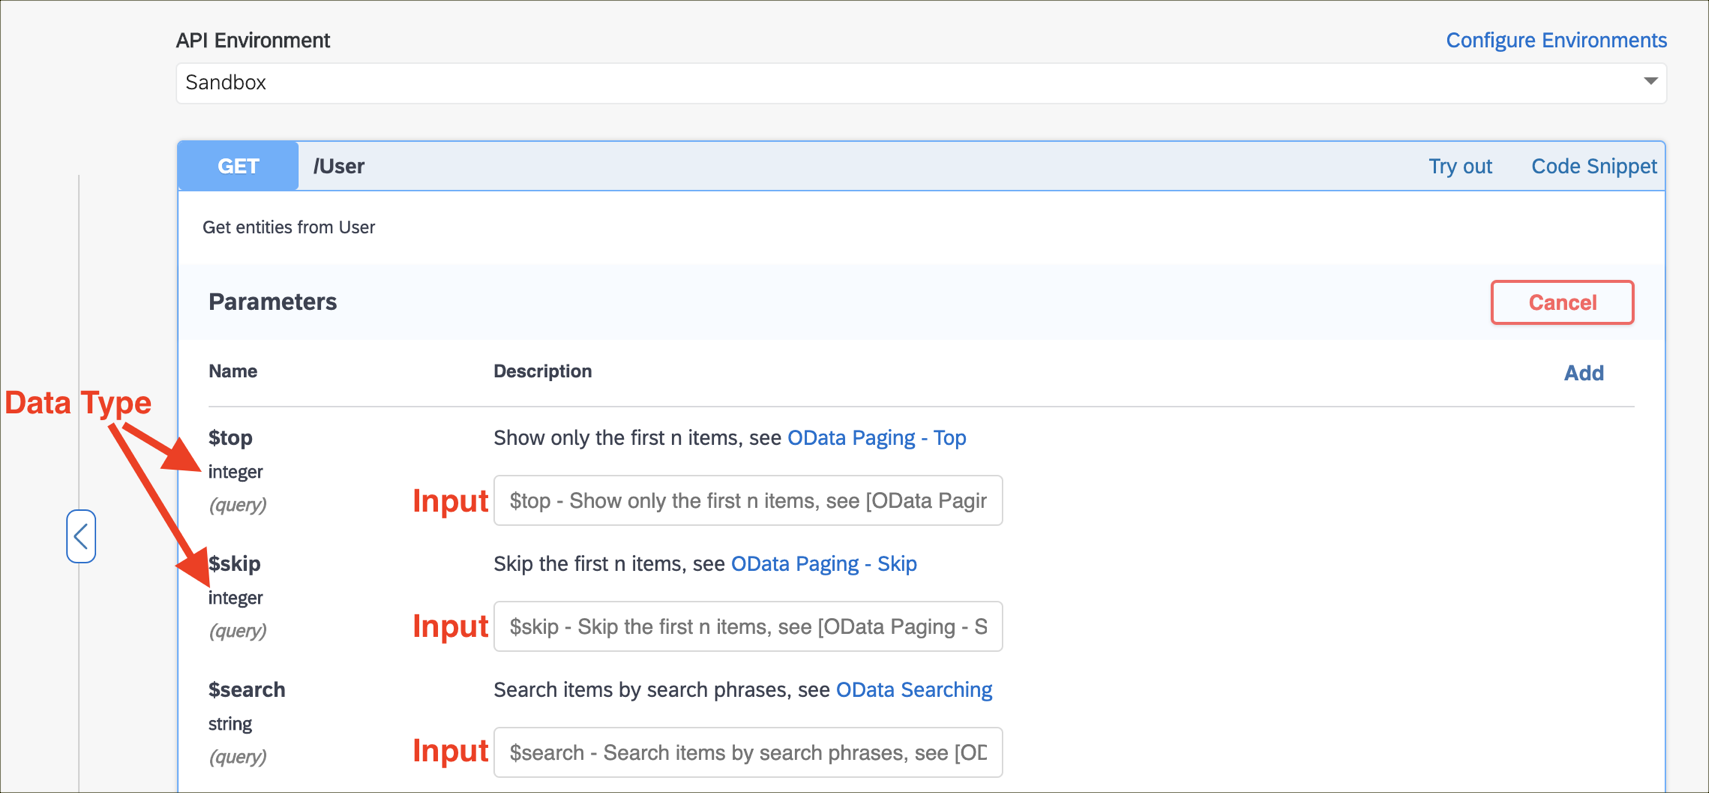 API Environment
Configure Environments
Sandbox
GET
/User
Try out
Code Snippet
Get entities from User
Parameters
Cancel
Name
Description
Add
Data Type
$top
Show only the first n items, see OData Paging - Top
integer
(query)
Input
$top - Show only the first n items, see [OData Pagir
$skip
Skip the first n items, see OData Paging - Skip
integer
(query)
Input
$skip - Skip the first n items, see [OData Paging - S
$search
Search items by search phrases, see OData Searching
string
(query)
Input
$search - Search items by search phrases, see [OD